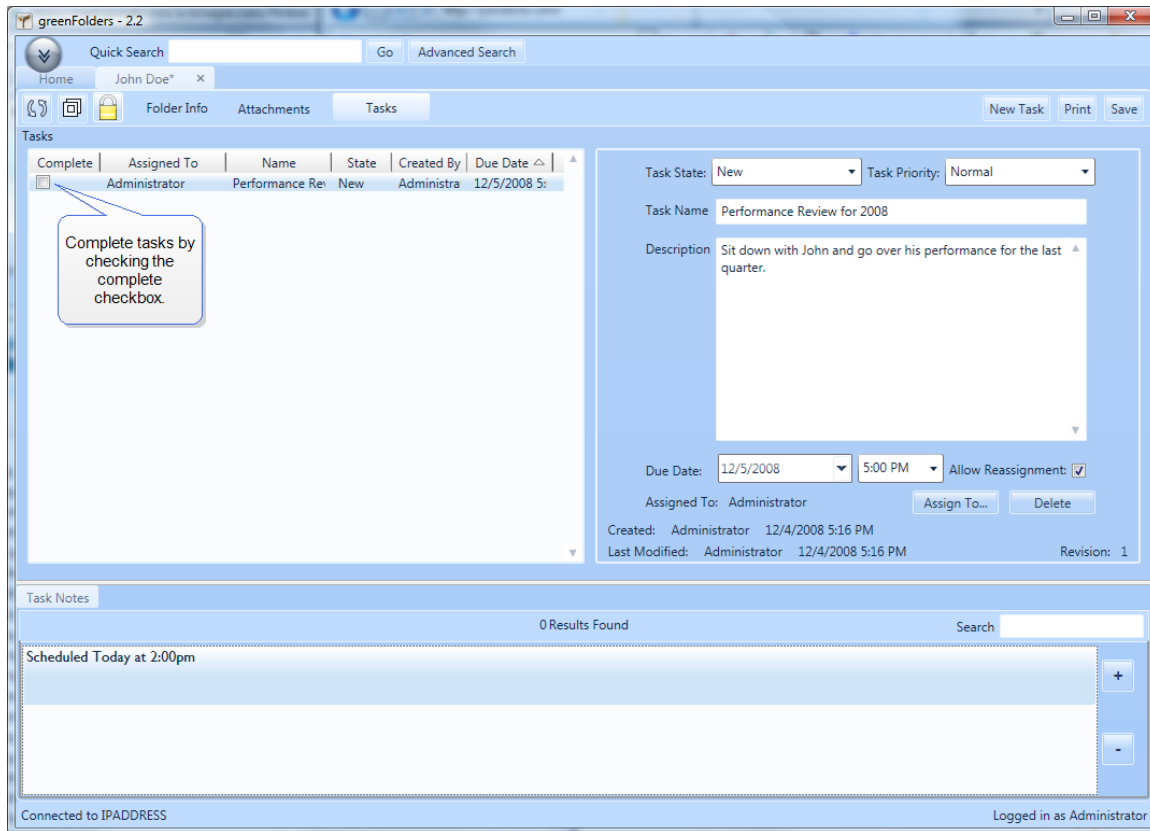 greenFolders - 2.2
Quick Search
Go
Advanced Search
Home
John Doe*
Folder Info
Attachments
Tasks
New Task
Print
Save
Tasks
Complete
Assigned To
Name
State
Created By
Due Date
Administrator
Performance Rev
New
Administra
12/5/2008 5:
Complete tasks by
checking the
complete
checkbox.
Task State:
New
Task Priority:
Normal
Task Name
Performance Review for 2008
Description
Sit down with John and go over his performance for the last
quarter.
Due Date:
12/5/2008
5:00 PM
Allow Reassignment:
Assigned To:
Administrator
Assign To...
Delete
Created: Administrator 12/4/2008 5:16 PM
Last Modified: Administrator 12/4/2008 5:16 PM
Revision: 1
Task Notes
0 Results Found
Search
Scheduled Today at 2:00pm
+
-
Connected to IPADDRESS
Logged in as Administrator